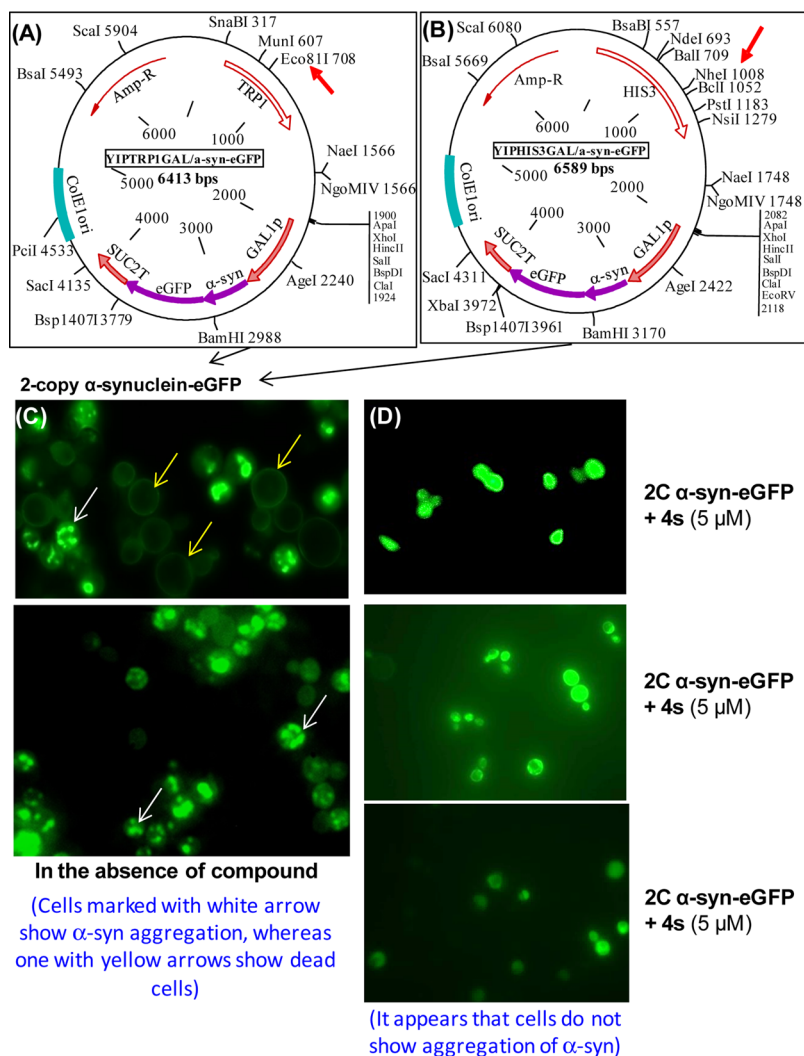 (A)
SnaBI 317
ScaI 5904
MunI 607
Eco81I 708
BsaI 5493
Amp-R
TRP1
6000
1000
YIPTRP1GAL/a-syn-eGFP
6413 bps
NaeI 1566
NgoMIV 1566
5000
2000
ColE1ori
4000
3000
1900
ApaI
XhoI
HincII
SalI
BspDI
ClaI
1924
PciI 4533
SUC2T
GAL1p
eGFP
α-syn
SacI 4135
AgeI 2240
Bsp1407I3779
BamHI 2988
(B)
BsaBI 557
ScaI 6080
NdeI 693
BalI 709
BsaI 5669
NheI 1008
BclI 1052
PstI 1183
NsiI 1279
Amp-R
HIS3
6000
1000
YIPHIS3GAL/a-syn-eGFP
6589 bps
NaeI 1748
NgoMIV 1748
5000
2000
ColE1ori
4000
3000
2082
ApaI
XhoI
HincII
SalI
BspDI
ClaI
EcoRV
2118
SUC2T
GAL1p
eGFP
α-syn
SacI 4311
AgeI 2422
XbaI 3972
Bsp1407I3961
BamHI 3170
2-copy α-synuclein-eGFP
(C)
(D)
2C α-syn-eGFP
+ 4s (5 µM)
2C α-syn-eGFP
+ 4s (5 µM)
2C α-syn-eGFP
+ 4s (5 µM)
In the absence of compound
(Cells marked with white arrow
show α-syn aggregation, whereas
one with yellow arrows show dead
cells)
(It appears that cells do not
show aggregation of α-syn)